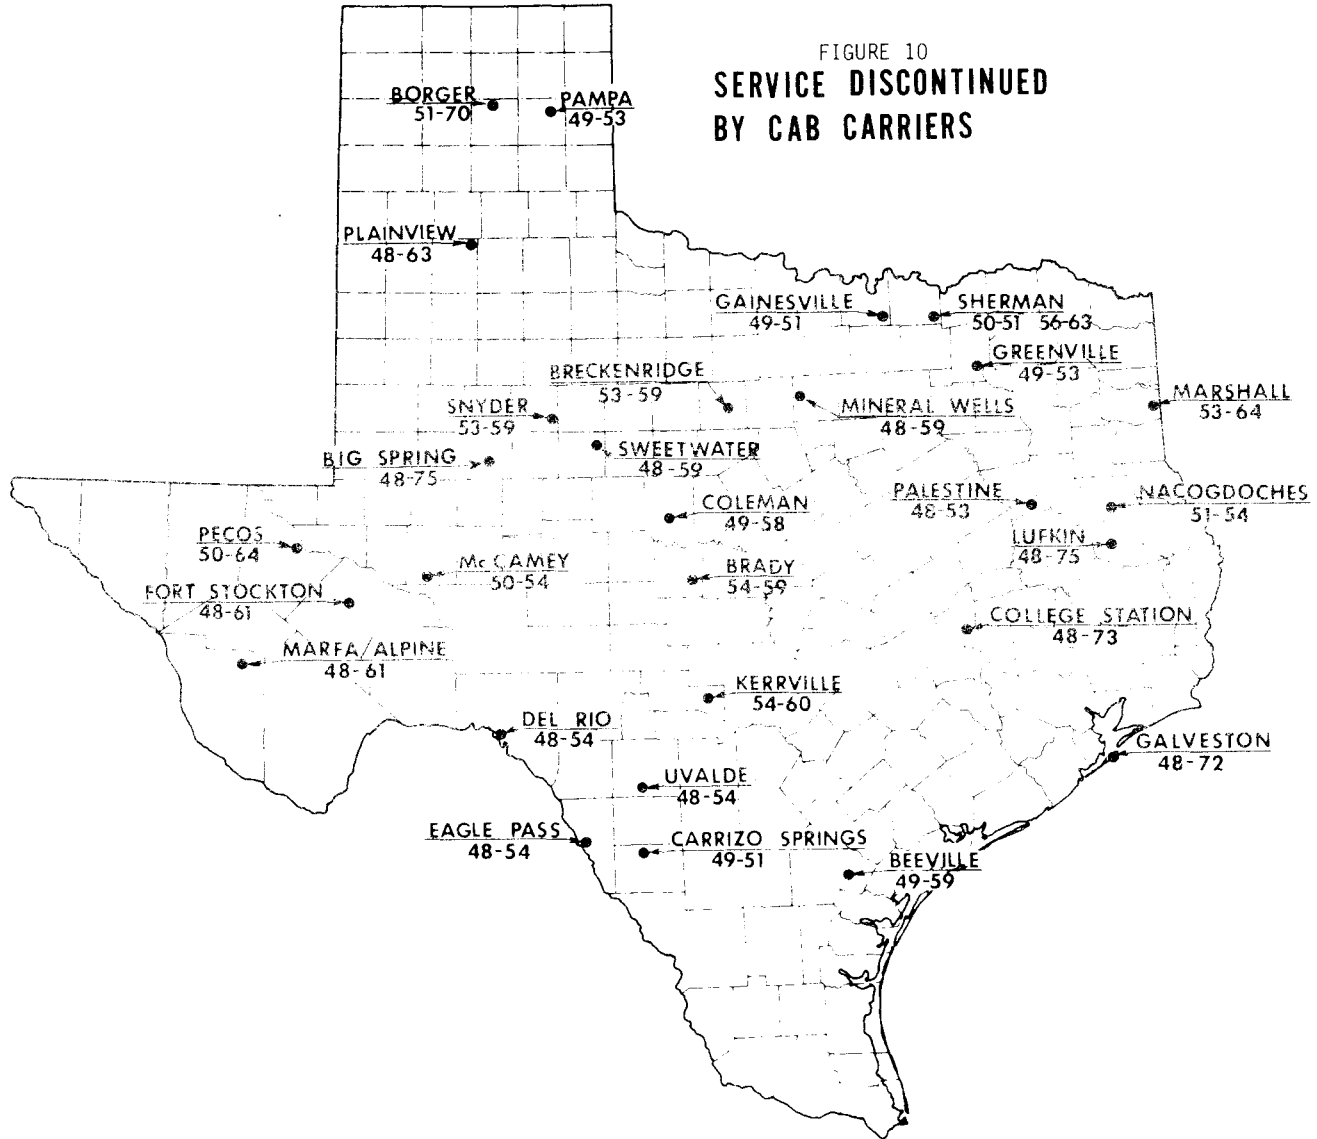 FIGURE 10
SERVICE DISCONTINUED
BY CAB CARRIERS
BORGER
51-70
PAMPA
49-53
PLAINVIEW
48-63
GAINESVILLE
49-51
SHERMAN
50-51 56-63
GREENVILLE
49-53
BRECKENRIDGE
53-59
MARSHALL
53-64
SNYDER
53-59
MINERAL WELLS
48-59
BIG SPRING
48-75
SWEETWATER
48-59
COLEMAN
49-58
PALESTINE
48-53
NACOGDOCHES
51-54
PECOS
50-64
LUFKIN
48-75
McCAMEY
50-54
BRADY
54-59
FORT STOCKTON
48-61
COLLEGE STATION
48-73
MARFA/ALPINE
48-61
KERRVILLE
54-60
DEL RIO
48-54
GALVESTON
48-72
UVALDE
48-54
EAGLE PASS
48-54
CARRIZO SPRINGS
49-51
BEEVILLE
49-59